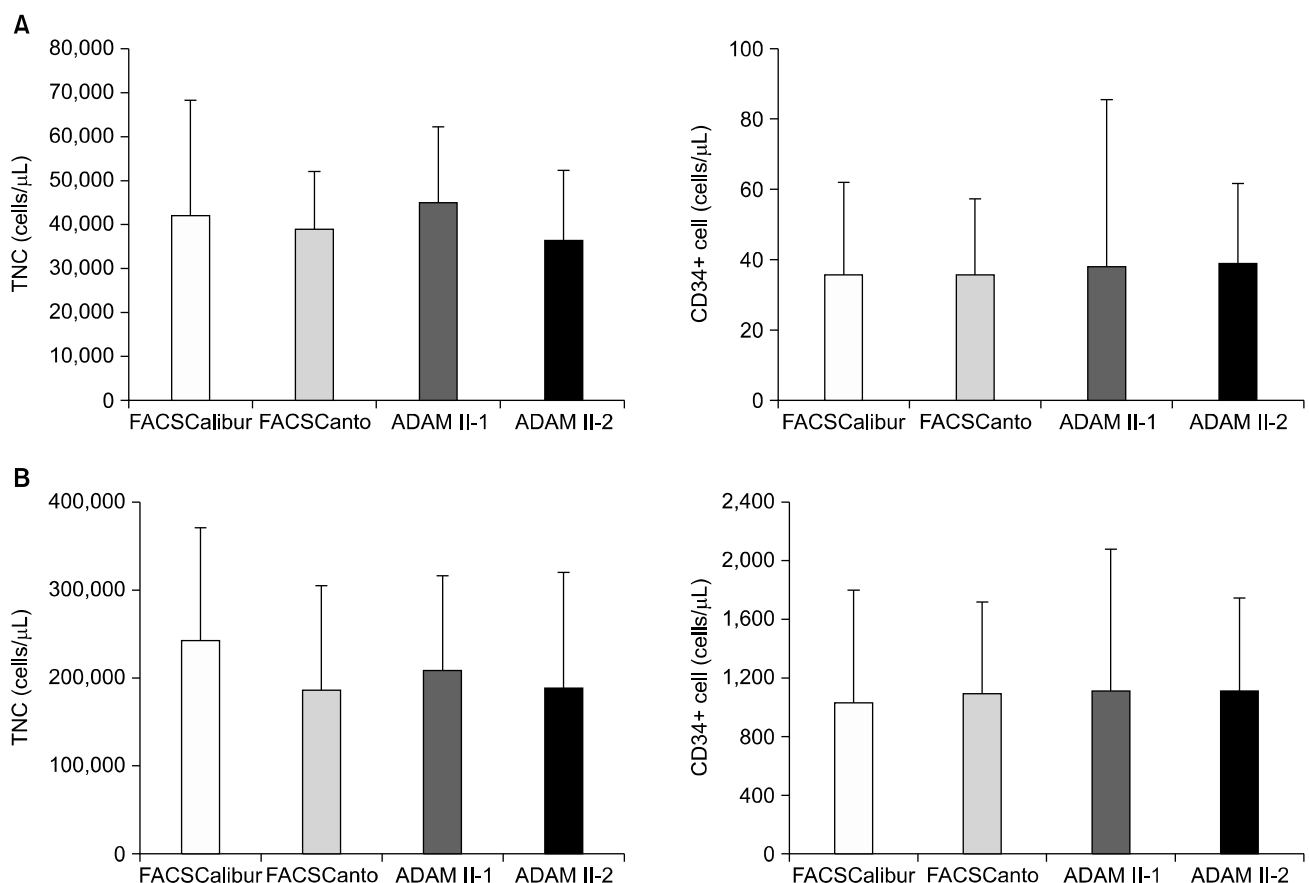 A
80,000
70,000
60,000
50,000
40,000
30,000
20,000
10,000
0
TNC (cells/μL)
FACSCalibur FACSCanto ADAM II-1 ADAM II-2
100
80
60
40
20
0
CD34+ cell (cells/μL)
FACSCalibur FACSCanto ADAM II-1 ADAM II-2
B
400,000
300,000
200,000
100,000
0
TNC (cells/μL)
FACSCalibur FACSCanto ADAM II-1 ADAM II-2
2,400
2,000
1,600
1,200
800
400
0
CD34+ cell (cells/μL)
FACSCalibur FACSCanto ADAM II-1 ADAM II-2